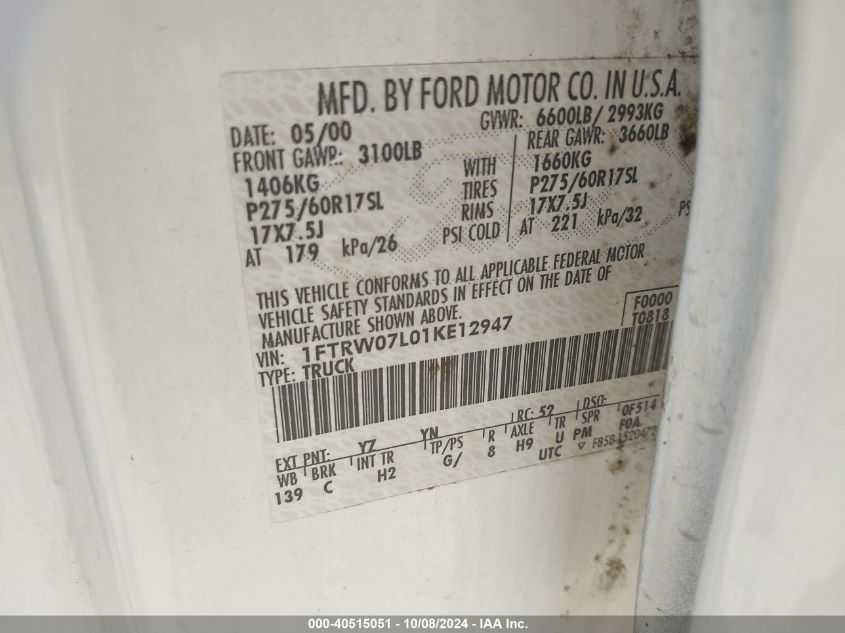 MFD. BY FORD MOTOR CO. IN U.S.A.
DATE: 05/00 GVWR: 6600LB/ 2993KG
FRONT GAWR: 3100LB REAR GAWR: 3660LB
1406KG WITH 1660KG
P275/60R17SL TIRES P275/60R17SL
17X7.5J RIMS 17X7.5J
AT 179 kPa/26 PSI COLD AT 221 kPa/32 PS
THIS VEHICLE CONFORMS TO ALL APPLICABLE FEDERAL MOTOR
VEHICLE SAFETY STANDARDS IN EFFECT ON THE DATE OF
MANUFACTURE SHOWN ABOVE.
F0000
VIN: 1FTRW07L01KE12947 T0818
TYPE: TRUCK
EXT PNT: YZ YN RC: 52 DSO:
WB BRK INT TR TP/PS R AXLE TR SPR OF514
139 C H2 G/ 8 H9 U PM FOA
UTC
000-40515051 - 10/08/2024 - IAA Inc.